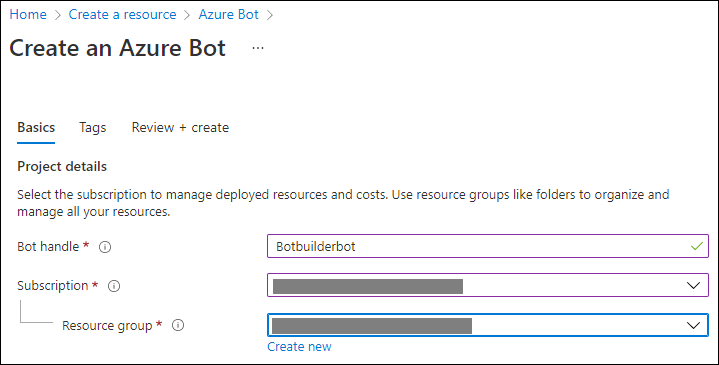 Home > Create a resource > Azure Bot >
Create an Azure Bot ...
Basics Tags Review + create
Project details
Select the subscription to manage deployed resources and costs. Use resource groups like folders to organize and
manage all your resources.
Bot handle *
Botbuilderbot
Subscription *
Resource group *
Create new